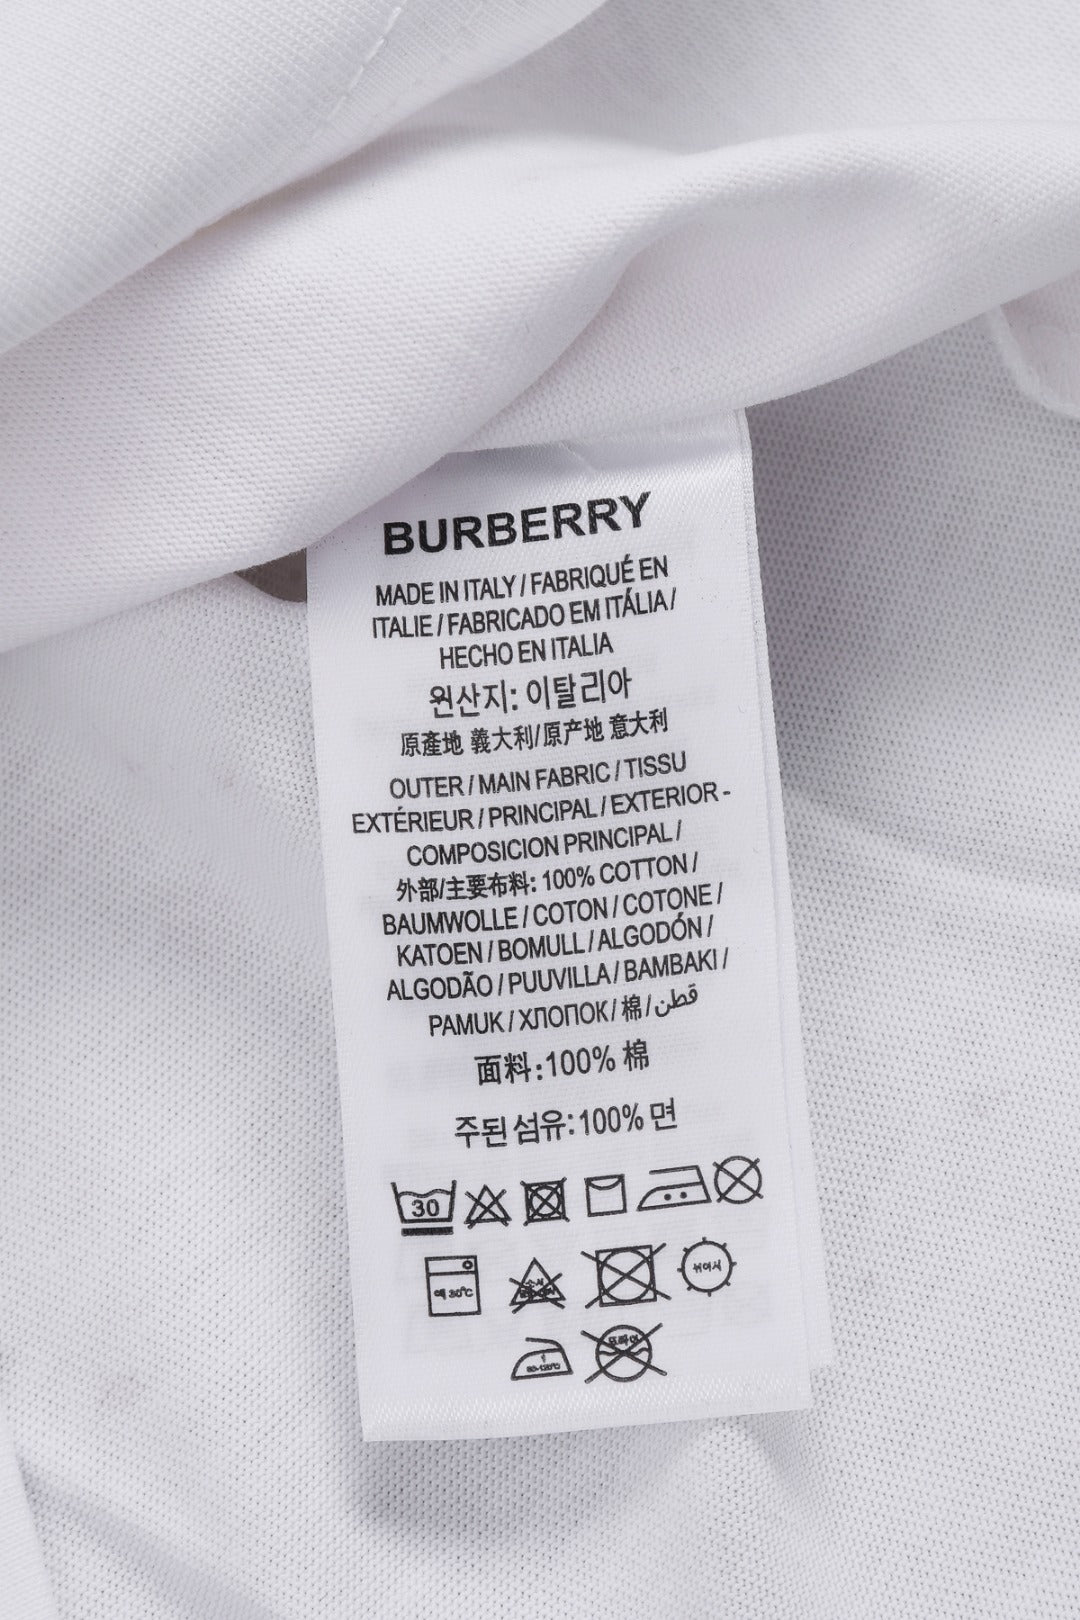 BURBERRY
MADE IN ITALY / FABRIQUÉ EN
ITALIE / FABRICADO EM ITÁLIA /
HECHO EN ITALIA
원산지: 이탈리아
原產地 義大利/原产地 意大利
OUTER / MAIN FABRIC / TISSU
EXTÉRIEUR / PRINCIPAL / EXTERIOR -
COMPOSICION PRINCIPAL /
外部/主要布料: 100% COTTON /
BAUMWOLLE / COTON / COTONE /
KATOEN / BOMULL / ALGODÓN /
ALGODÃO / PUUVILLA / BAMBAKI /
PAMUK / ХЛОПОК / 棉 / قطن
面料:100% 棉
주된 섬유:100% 면
30
30°C